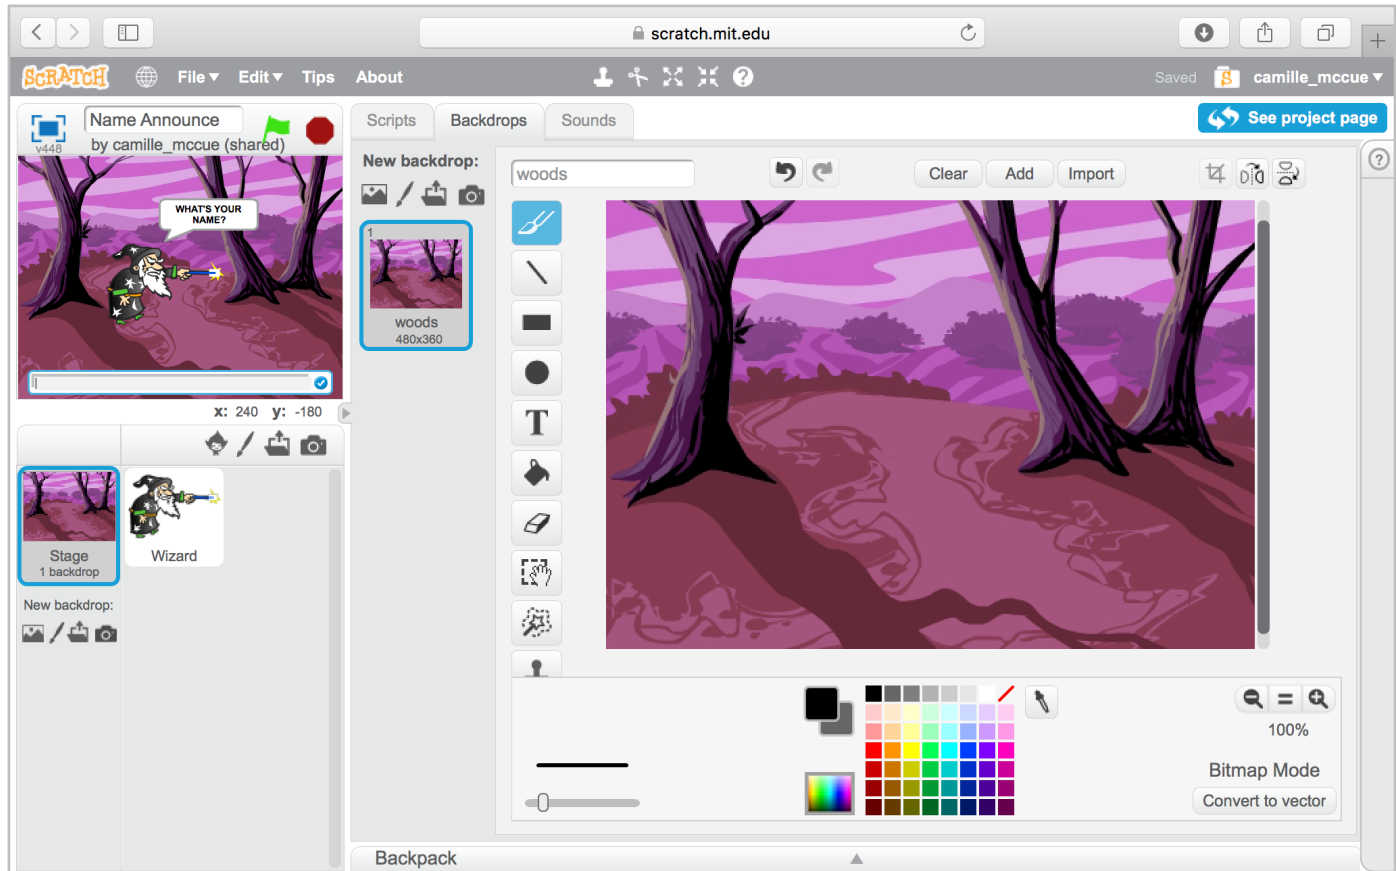 scratch.mit.edu
SCRATCH
File Edit Tips About
Saved
camille_mccue
Name Announce
v448
by camille_mccue (shared)
Scripts
Backdrops
Sounds
See project page
WHAT'S YOUR
NAME?
x: 240 y: -180
Stage
1 backdrop
New backdrop:
Wizard
New backdrop:
1
woods
480x360
woods
Clear
Add
Import
T
100%
Bitmap Mode
Convert to vector
Backpack